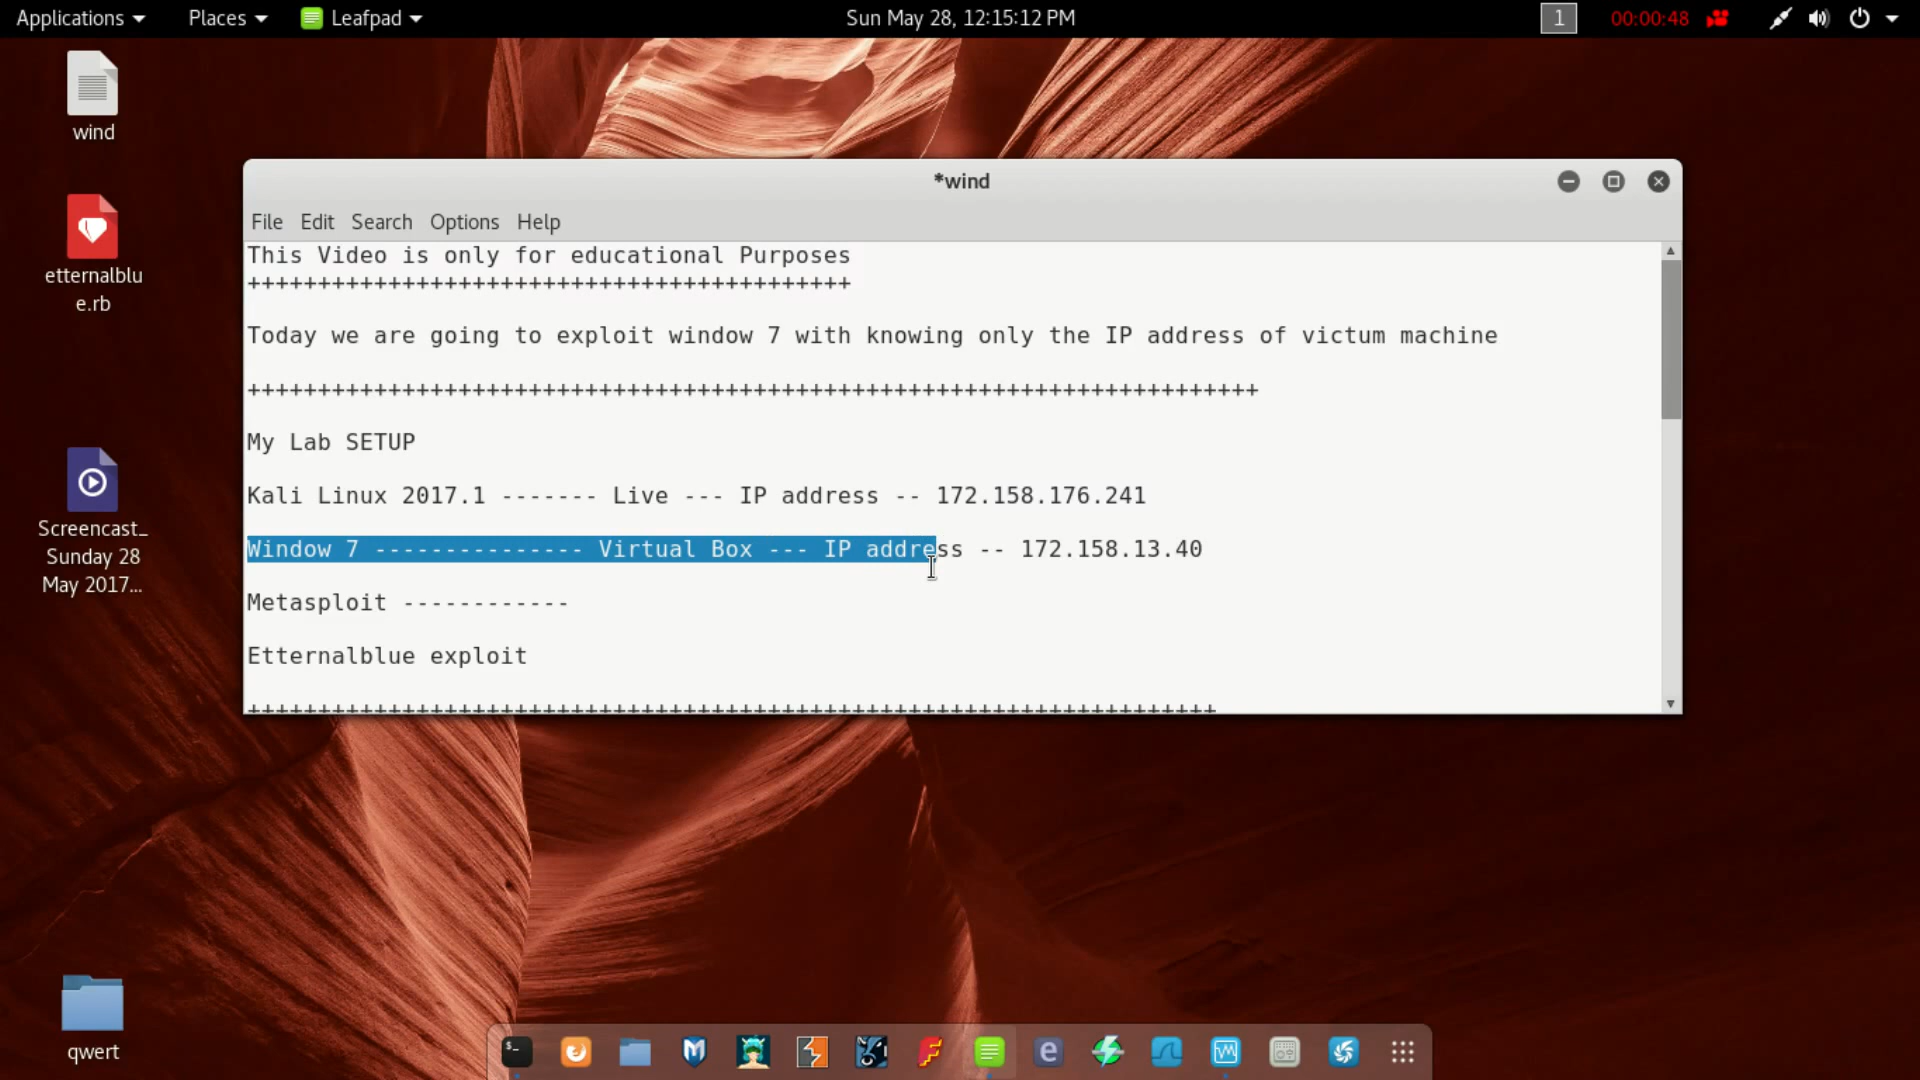 Applications Places Leafpad Sun May 28, 12:15:12 PM 1 00:00:48
wind
etternalblu
e.rb
Screencast_
Sunday 28
May 2017...
qwert
*wind
File Edit Search Options Help
This Video is only for educational Purposes
+++++++++++++++++++++++++++++++++++++++++++
Today we are going to exploit window 7 with knowing only the IP address of victum machine
++++++++++++++++++++++++++++++++++++++++++++++++++++++++++++++++++++++++
My Lab SETUP
Kali Linux 2017.1 ------- Live --- IP address -- 172.158.176.241
Window 7 --------------- Virtual Box --- IP address -- 172.158.13.40
Metasploit ------------
Etternalblue exploit
+++++++++++++++++++++++++++++++++++++++++++++++++++++++++++++++++++++